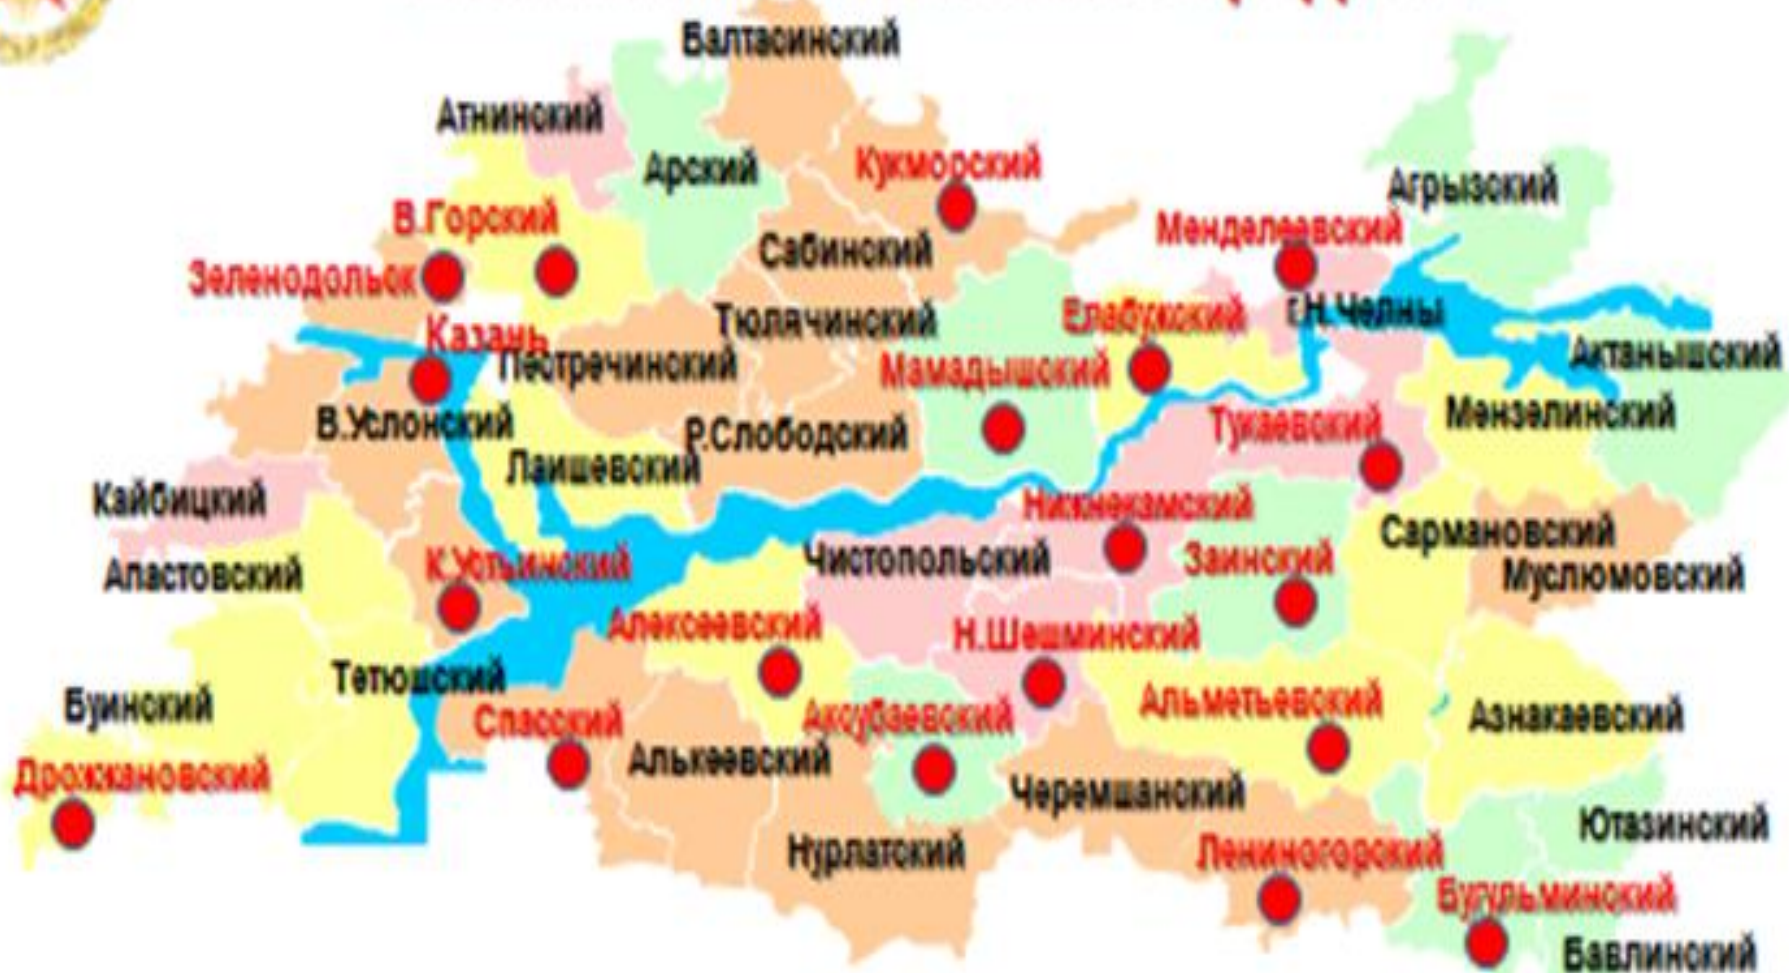 Балтасинский
Атнинский
Арский
Кукморский
Агрызский
В.Горский
Менделеевский
Сабинский
Зеленодольск
г.Н.Челны
Тюлячинский
Елабужский
Казань
Пестречинский
Актанышский
Мамадышский
Мензелинский
В.Услонский
Р.Слободский
Тукаевский
Лаишевский
Кайбицкий
Нижнекамский
Сармановский
Чистопольский
Заинский
Апастовский
К.Устьинский
Муслюмовский
Алексеевский
Н.Шешминский
Тетюшский
Буинский
Альметьевский
Спасский
Аксубаевский
Азнакаевский
Алькеевский
Дрожжановский
Черемшанский
Ютазинский
Нурлатский
Лениногорский
Бугульминский
Бавлинский